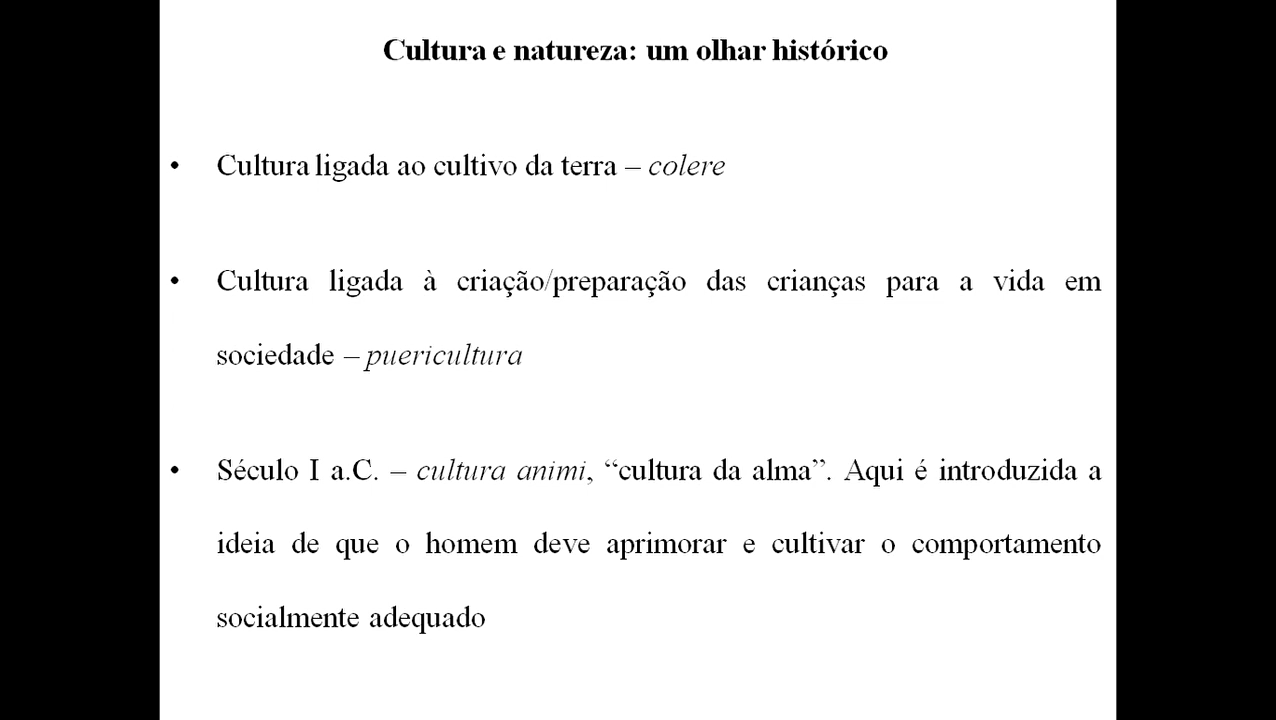 Cultura e natureza: um olhar histórico
• Cultura ligada ao cultivo da terra – colere
• Cultura ligada à criação/preparação das crianças para a vida em
sociedade – puericultura
• Século I a.C. – cultura animi, “cultura da alma”. Aqui é introduzida a
ideia de que o homem deve aprimorar e cultivar o comportamento
socialmente adequado